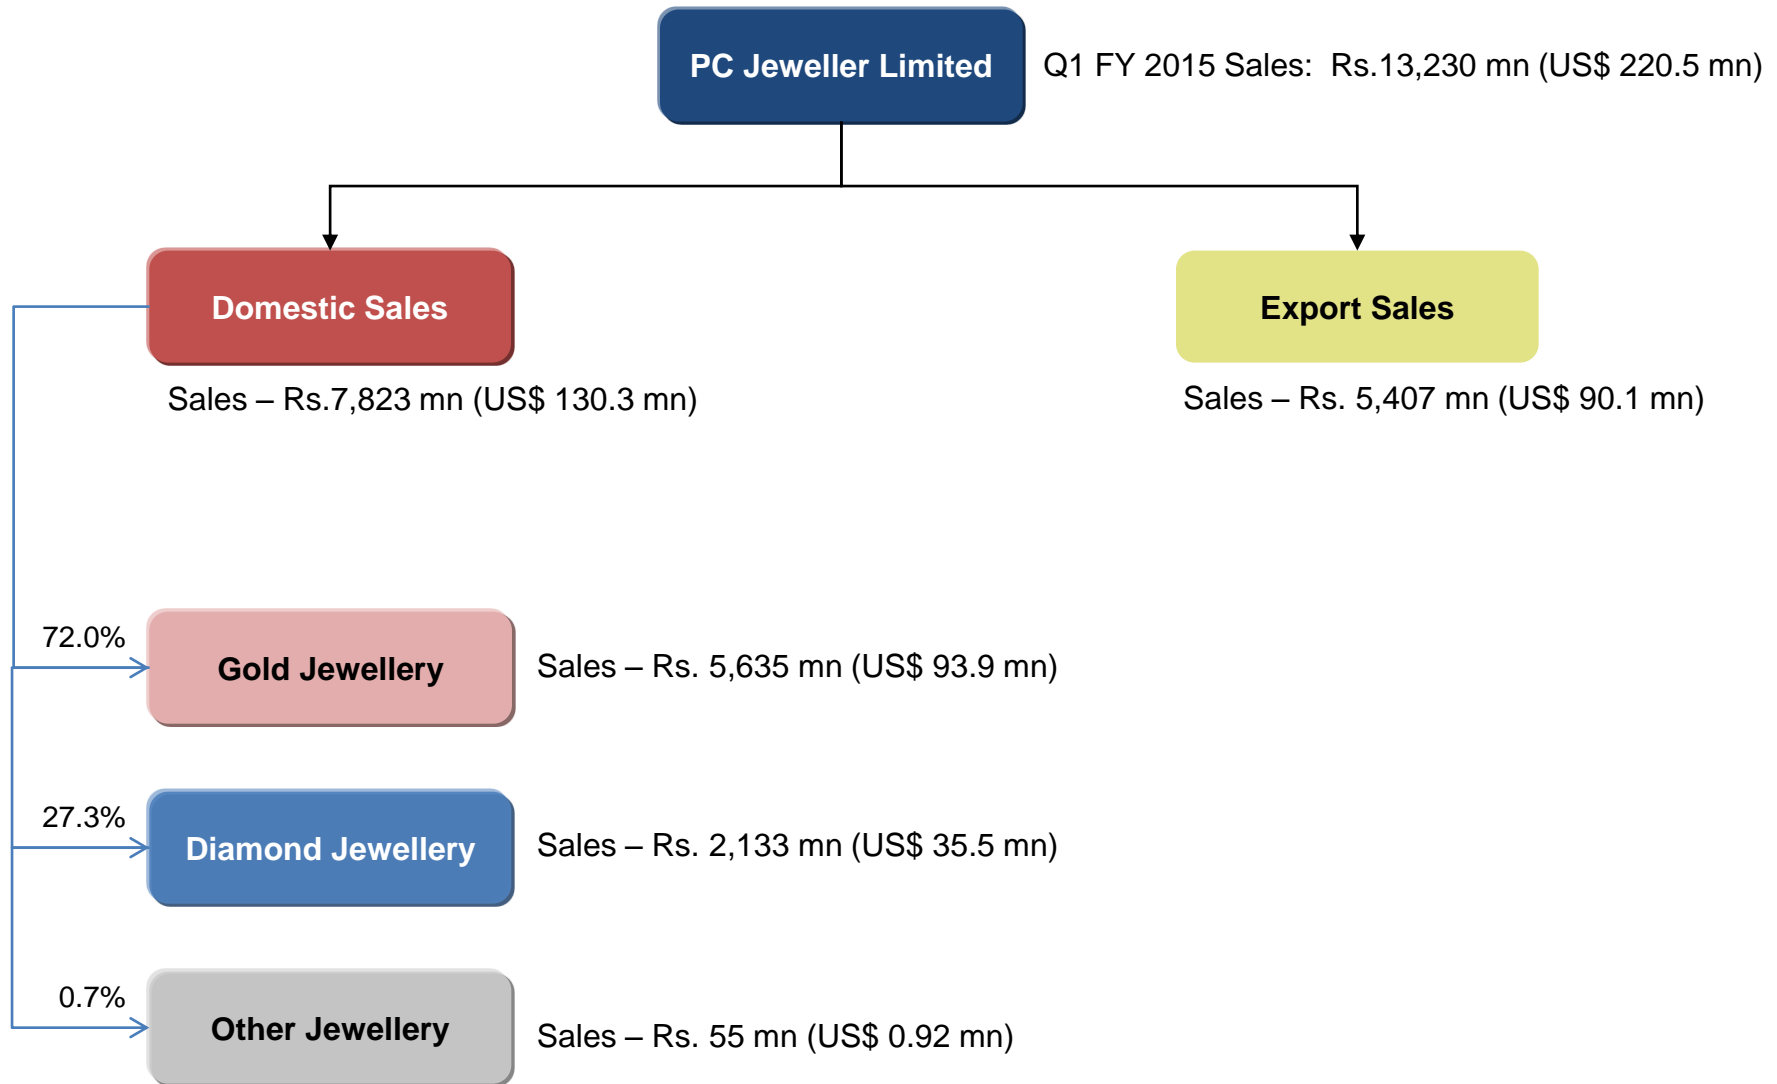 PC Jeweller Limited
Q1 FY 2015 Sales: Rs.13,230 mn (US$ 220.5 mn)
Domestic Sales
Export Sales
Sales – Rs.7,823 mn (US$ 130.3 mn)
Sales – Rs. 5,407 mn (US$ 90.1 mn)
72.0%
Gold Jewellery
Sales – Rs. 5,635 mn (US$ 93.9 mn)
27.3%
Diamond Jewellery
Sales – Rs. 2,133 mn (US$ 35.5 mn)
0.7%
Other Jewellery
Sales – Rs. 55 mn (US$ 0.92 mn)